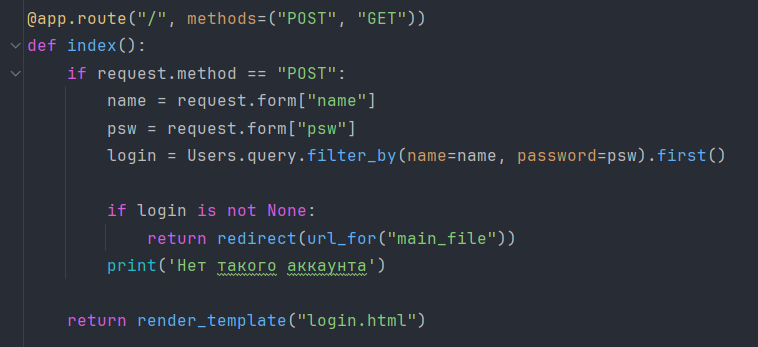 @app.route("/", methods=("POST", "GET"))
def index():
    if request.method == "POST":
        name = request.form["name"]
        psw = request.form["psw"]
        login = Users.query.filter_by(name=name, password=psw).first()
        if login is not None:
            return redirect(url_for("main_file"))
        print('Нет такого аккаунта')
    return render_template("login.html")